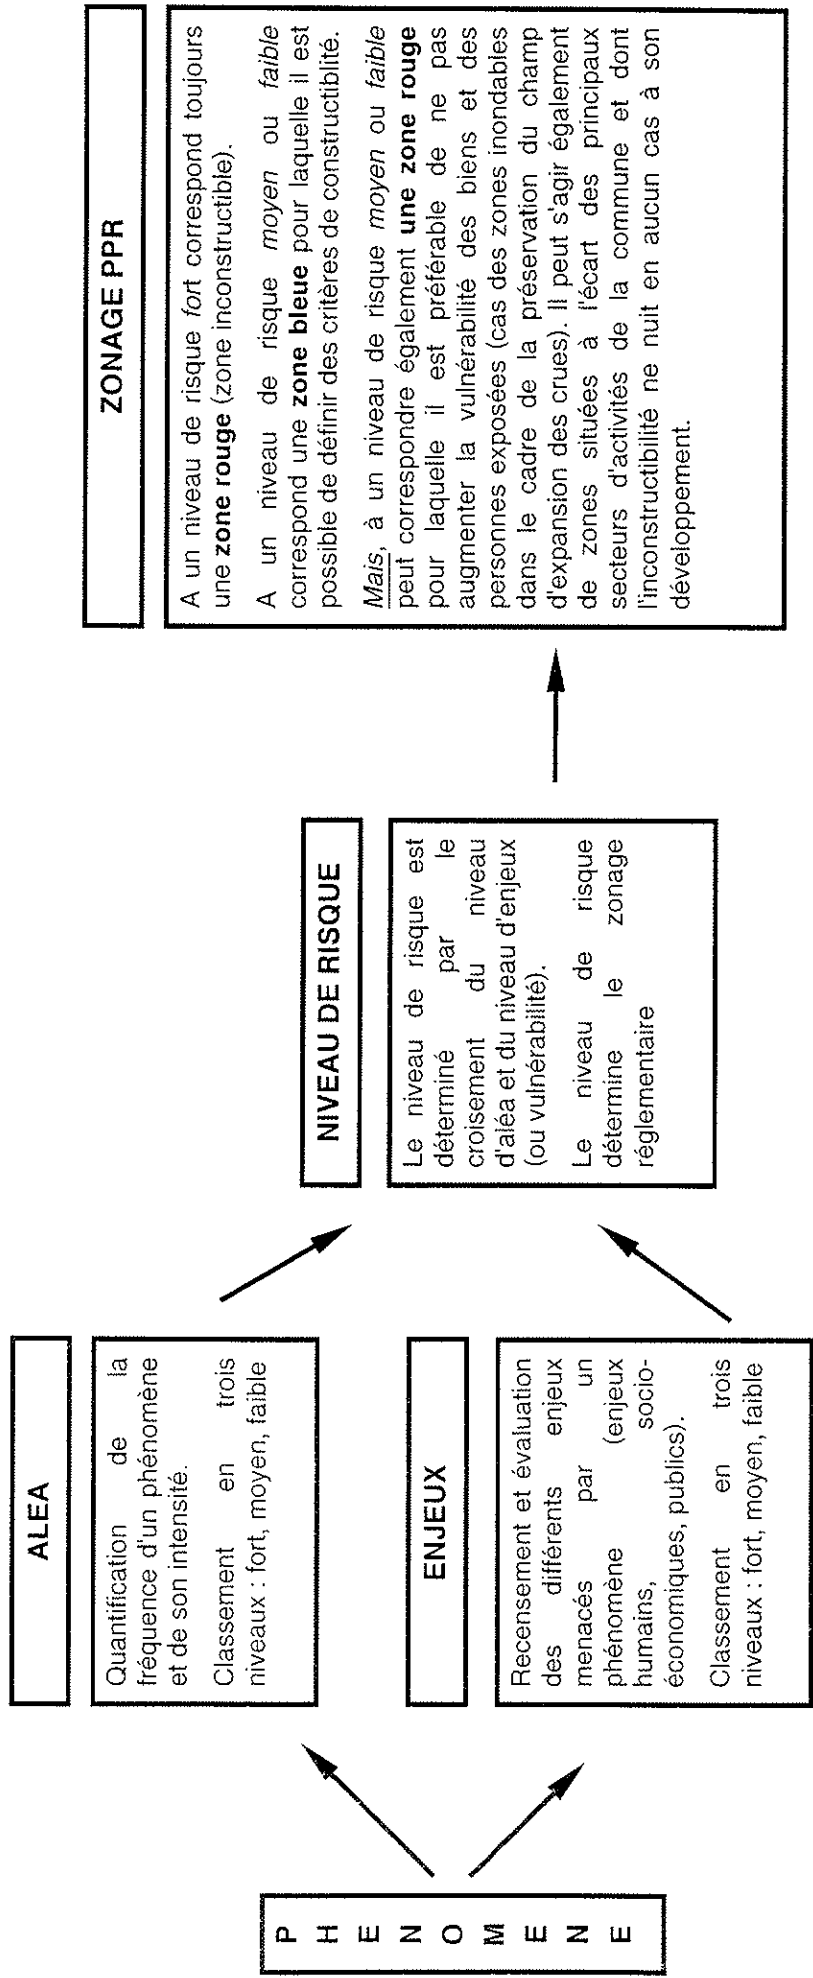 P
H
E
N
O
M
E
N
E
ALEA
Quantification de la
fréquence d'un phénomène
et de son intensité.
Classement en trois
niveaux : fort, moyen, faible
ENJEUX
Recensement et évaluation
des différents enjeux
menacés par un
phénomène (enjeux
humains, socio-
économiques, publics).
Classement en trois
niveaux : fort, moyen, faible
NIVEAU DE RISQUE
Le niveau de risque est
déterminé par le
croisement du niveau
d'aléa et du niveau d'enjeux
(ou vulnérabilité).
Le niveau de risque
détermine le zonage
réglementaire
ZONAGE PPR
A un niveau de risque fort correspond toujours
une zone rouge (zone inconstructible).
A un niveau de risque moyen ou faible
correspond une zone bleue pour laquelle il est
possible de définir des critères de constructiblité.
Mais, à un niveau de risque moyen ou faible
peut correspondre également une zone rouge
pour laquelle il est préférable de ne pas
augmenter la vulnérabilité des biens et des
personnes exposées (cas des zones inondables
dans le cadre de la préservation du champ
d'expansion des crues). Il peut s'agir également
de zones situées à l'écart des principaux
secteurs d'activités de la commune et dont
l'inconstructibilité ne nuit en aucun cas à son
développement.